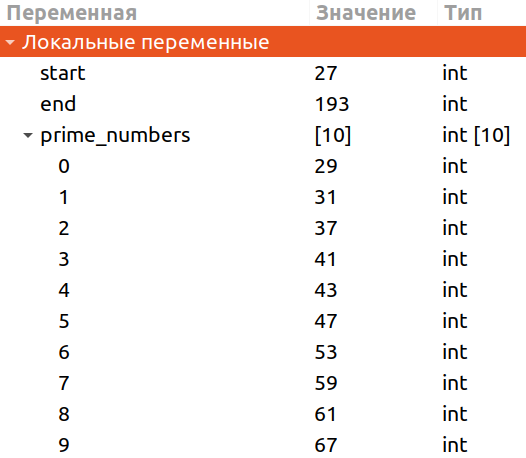 Переменная Значение Тип
Локальные переменные
start 27 int
end 193 int
prime_numbers [10] int [10]
0 29 int
1 31 int
2 37 int
3 41 int
4 43 int
5 47 int
6 53 int
7 59 int
8 61 int
9 67 int